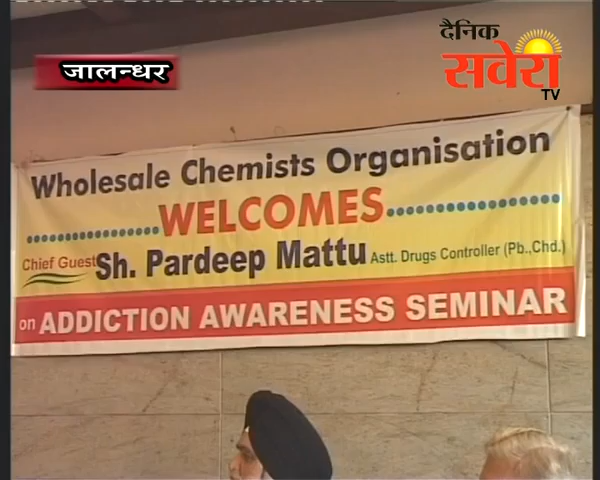 दैनिक
सवेरा
TV
जालन्धर
Wholesale Chemists Organisation
..................WELCOMES........................
Chief Guest Sh. Pardeep Mattu Astt. Drugs Controller (Pb.,Chd.)
on ADDICTION AWARENESS SEMINAR